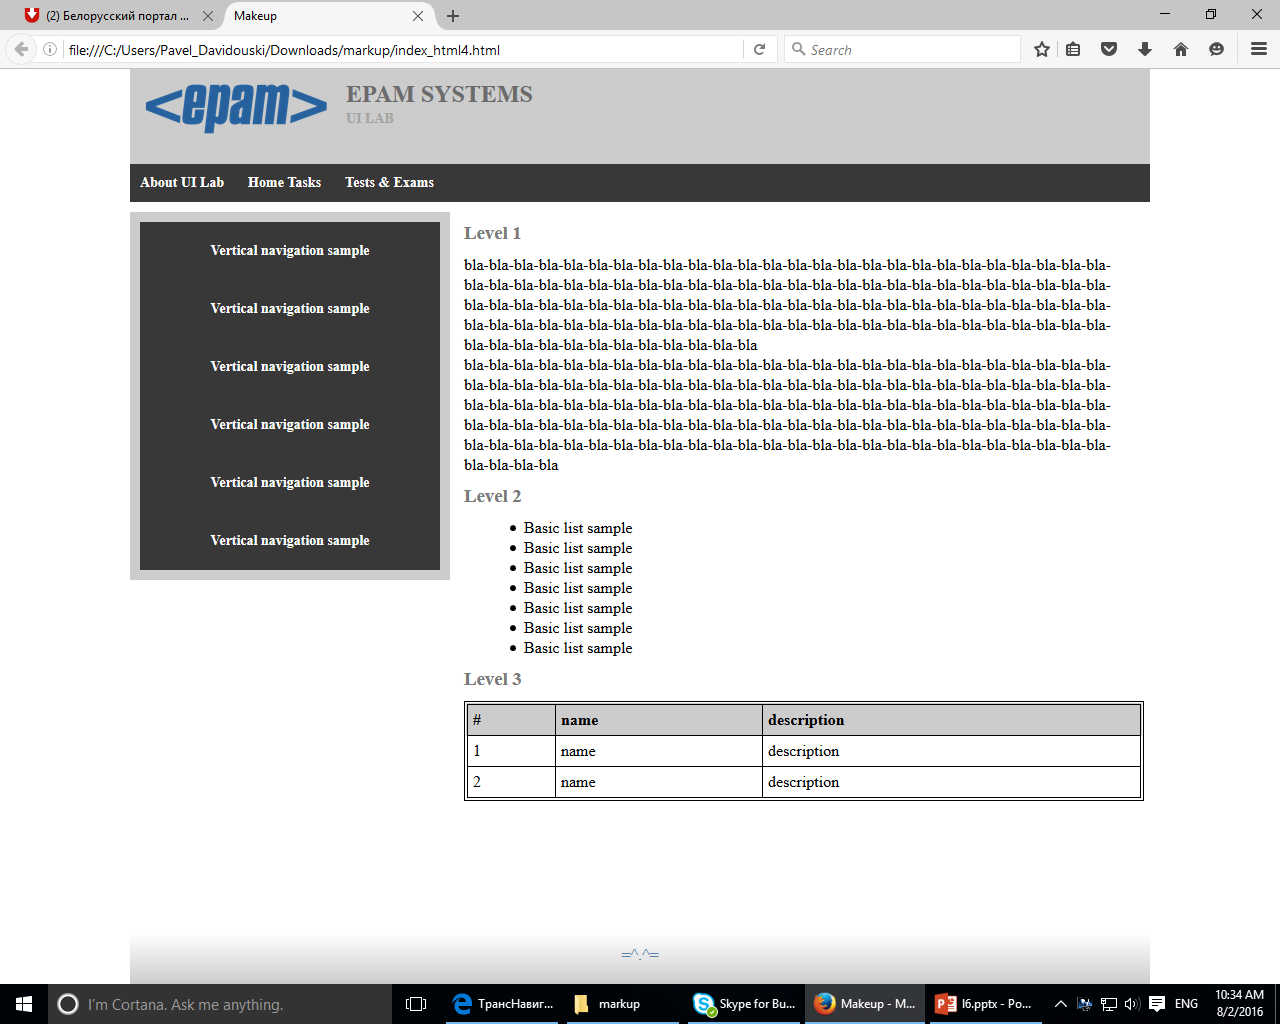 (2) Белорусский портал ...
Makeup
file:///C:/Users/Pavel_Davidouski/Downloads/markup/index_html4.html
Search
<epam>
EPAM SYSTEMS
UI LAB
About UI Lab Home Tasks Tests & Exams
Vertical navigation sample
Vertical navigation sample
Vertical navigation sample
Vertical navigation sample
Vertical navigation sample
Vertical navigation sample
Level 1
bla-bla-bla-bla-bla-bla-bla-bla-bla-bla-bla-bla-bla-bla-bla-bla-bla-bla-bla-bla-bla-bla-bla-bla-bla-bla-
bla-bla-bla-bla-bla-bla-bla-bla-bla-bla-bla-bla-bla-bla-bla-bla-bla-bla-bla-bla-bla-bla-bla-bla-bla-bla-
bla-bla-bla-bla-bla-bla-bla-bla-bla-bla-bla-bla-bla-bla-bla-bla-bla-bla-bla-bla-bla-bla-bla-bla-bla-bla-
bla-bla-bla-bla-bla-bla-bla-bla-bla-bla-bla-bla-bla-bla-bla-bla-bla-bla-bla-bla-bla-bla-bla-bla-bla-bla-
bla-bla-bla-bla-bla-bla-bla-bla-bla-bla-bla-bla
bla-bla-bla-bla-bla-bla-bla-bla-bla-bla-bla-bla-bla-bla-bla-bla-bla-bla-bla-bla-bla-bla-bla-bla-bla-bla-
bla-bla-bla-bla-bla-bla-bla-bla-bla-bla-bla-bla-bla-bla-bla-bla-bla-bla-bla-bla-bla-bla-bla-bla-bla-bla-
bla-bla-bla-bla-bla-bla-bla-bla-bla-bla-bla-bla-bla-bla-bla-bla-bla-bla-bla-bla-bla-bla-bla-bla-bla-bla-
bla-bla-bla-bla-bla-bla-bla-bla-bla-bla-bla-bla-bla-bla-bla-bla-bla-bla-bla-bla-bla-bla-bla-bla-bla-bla-
bla-bla-bla-bla-bla-bla-bla-bla-bla-bla-bla-bla-bla-bla-bla-bla-bla-bla-bla-bla-bla-bla-bla-bla-bla-bla-
bla-bla-bla-bla
Level 2
Basic list sample
Basic list sample
Basic list sample
Basic list sample
Basic list sample
Basic list sample
Basic list sample
Level 3
# name description
1 name description
2 name description
=^.^=
I'm Cortana. Ask me anything.
ТрансНавиг...
markup
Skype for Bu...
Makeup - M...
l6.pptx - Po...
ENG
10:34 AM
8/2/2016